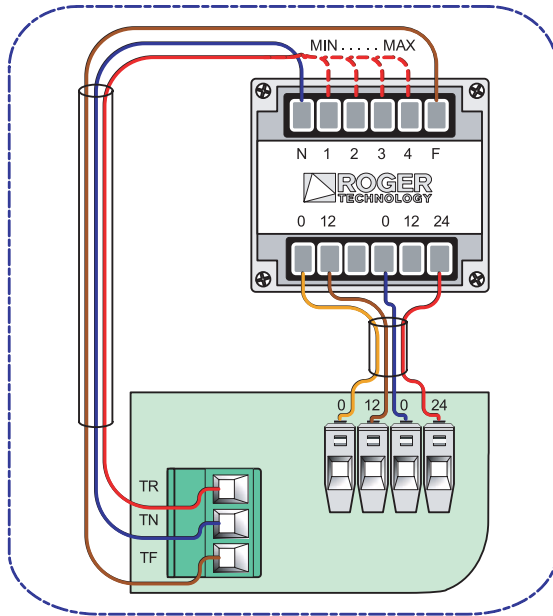 MIN . . . . . MAX
N 1 2 3 4 F
ROGER
TECHNOLOGY
0 12 0 12 24
0 12 0 24
TR
TN
TF